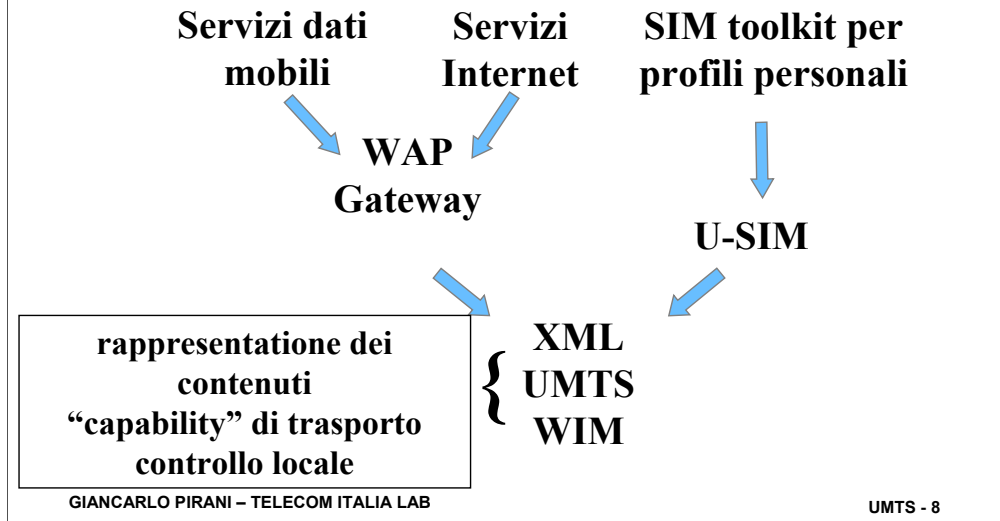 Servizi dati
mobili
Servizi
Internet
SIM toolkit per
profili personali
WAP
Gateway
U-SIM
rappresentatione dei
contenuti
“capability” di trasporto
controllo locale
{
XML
UMTS
WIM
GIANCARLO PIRANI – TELECOM ITALIA LAB
UMTS - 8